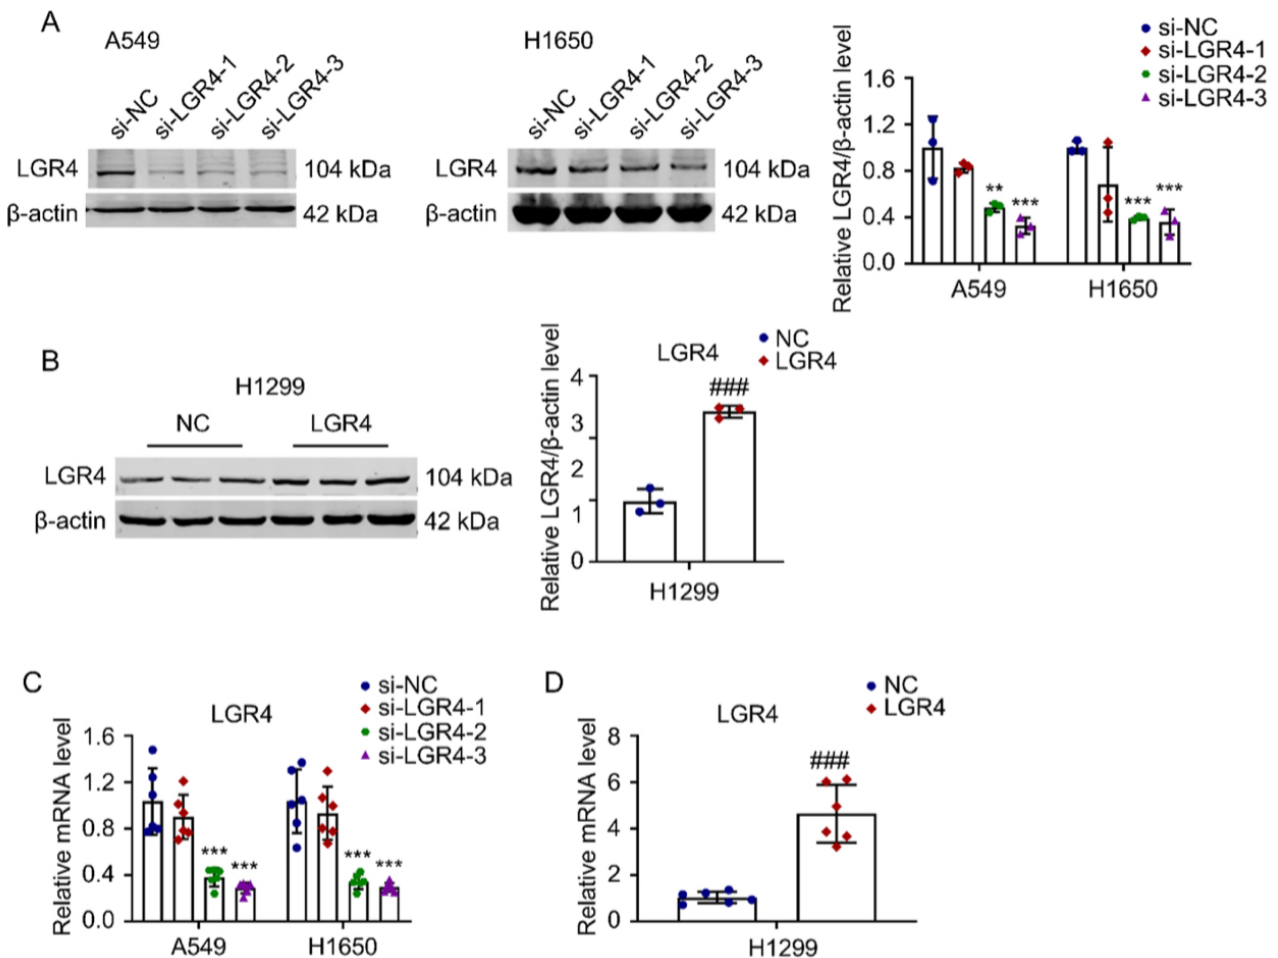 A
A549
si-NC
si-LGR4-1
si-LGR4-2
si-LGR4-3
LGR4
104 kDa
β-actin
42 kDa
H1650
si-NC
si-LGR4-1
si-LGR4-2
si-LGR4-3
LGR4
104 kDa
β-actin
42 kDa
si-NC
si-LGR4-1
si-LGR4-2
si-LGR4-3
Relative LGR4/β-actin level
1.6
1.2
0.8
0.4
0.0
**
***
***
***
A549
H1650
B
H1299
NC
LGR4
LGR4
104 kDa
β-actin
42 kDa
LGR4
NC
LGR4
Relative LGR4/β-actin level
4
3
2
1
0
###
H1299
C
LGR4
si-NC
si-LGR4-1
si-LGR4-2
si-LGR4-3
Relative mRNA level
1.6
1.2
0.8
0.4
0.0
***
***
***
***
A549
H1650
D
LGR4
NC
LGR4
Relative mRNA level
8
6
4
2
0
###
H1299